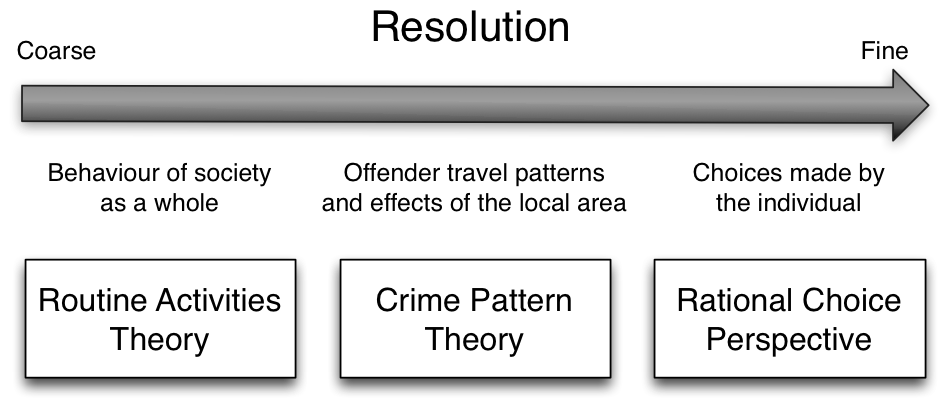 Resolution
Coarse
Fine
Behaviour of society
as a whole
Offender travel patterns
and effects of the local area
Choices made by
the individual
Routine Activities
Theory
Crime Pattern
Theory
Rational Choice
Perspective